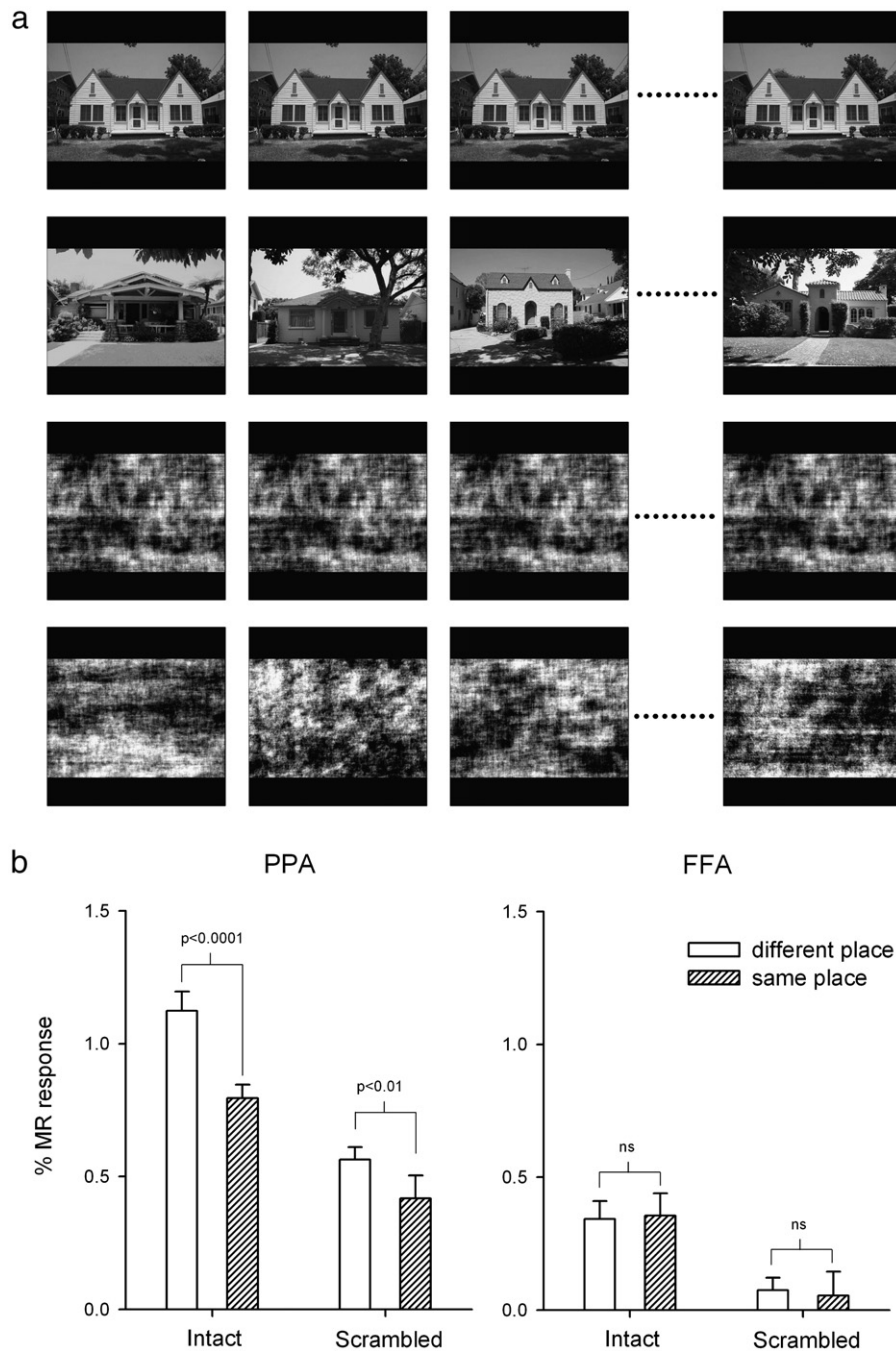 a
b
PPA
FFA
% MR response
1.5
1.0
0.5
0.0
p<0.0001
p<0.01
Intact
Scrambled
1.5
1.0
0.5
0.0
different place
same place
ns
ns
Intact
Scrambled